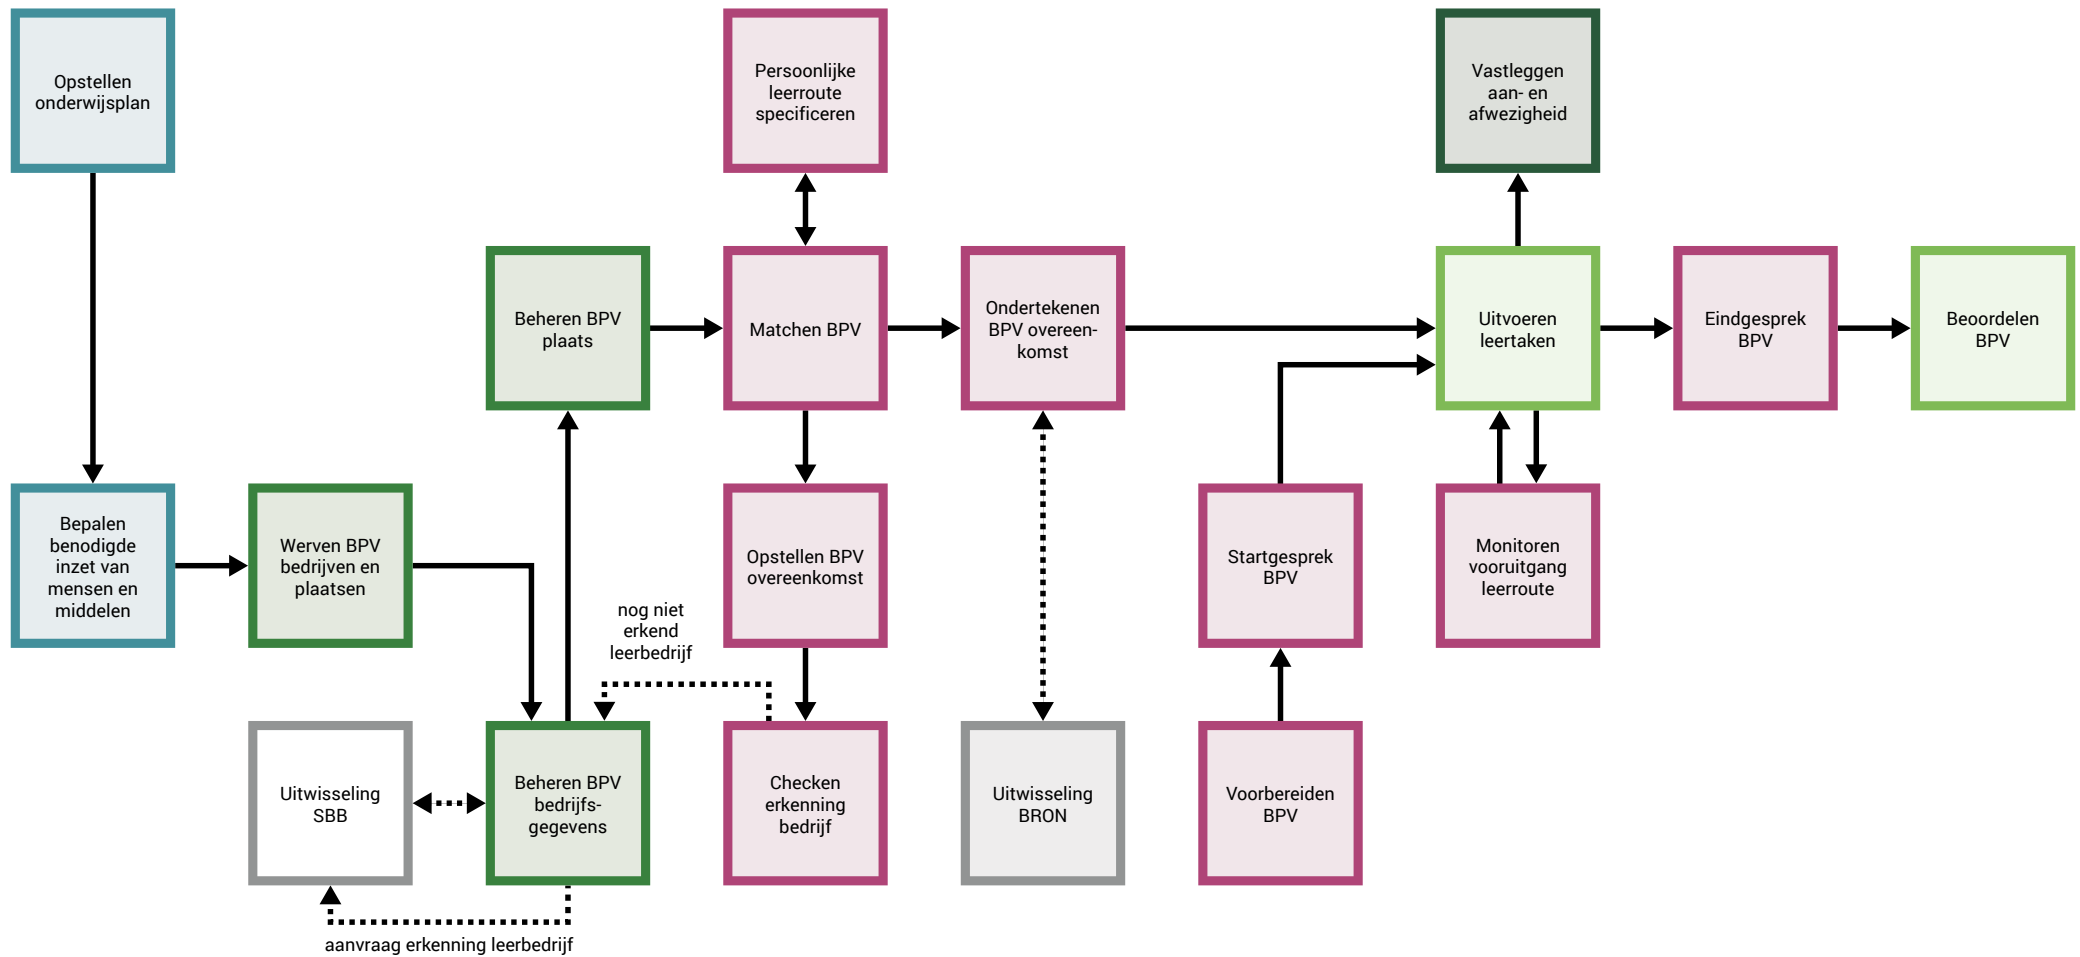 Opstellen
onderwijsplan
Persoonlijke
leerroute
specificeren
Vastleggen
aan- en
afwezigheid
Beheren BPV
plaats
Matchen BPV
Ondertekenen
BPV overeen-
komst
Uitvoeren
leertaken
Eindgesprek
BPV
Beoordelen
BPV
Bepalen
benodigde
inzet van
mensen en
middelen
Werven BPV
bedrijven en
plaatsen
Opstellen BPV
overeenkomst
Startgesprek
BPV
Monitoren
vooruitgang
leerroute
nog niet
erkend
leerbedrijf
Uitwisseling
SBB
Beheren BPV
bedrijfs-
gegevens
Checken
erkenning
bedrijf
Uitwisseling
BRON
Voorbereiden
BPV
aanvraag erkenning leerbedrijf